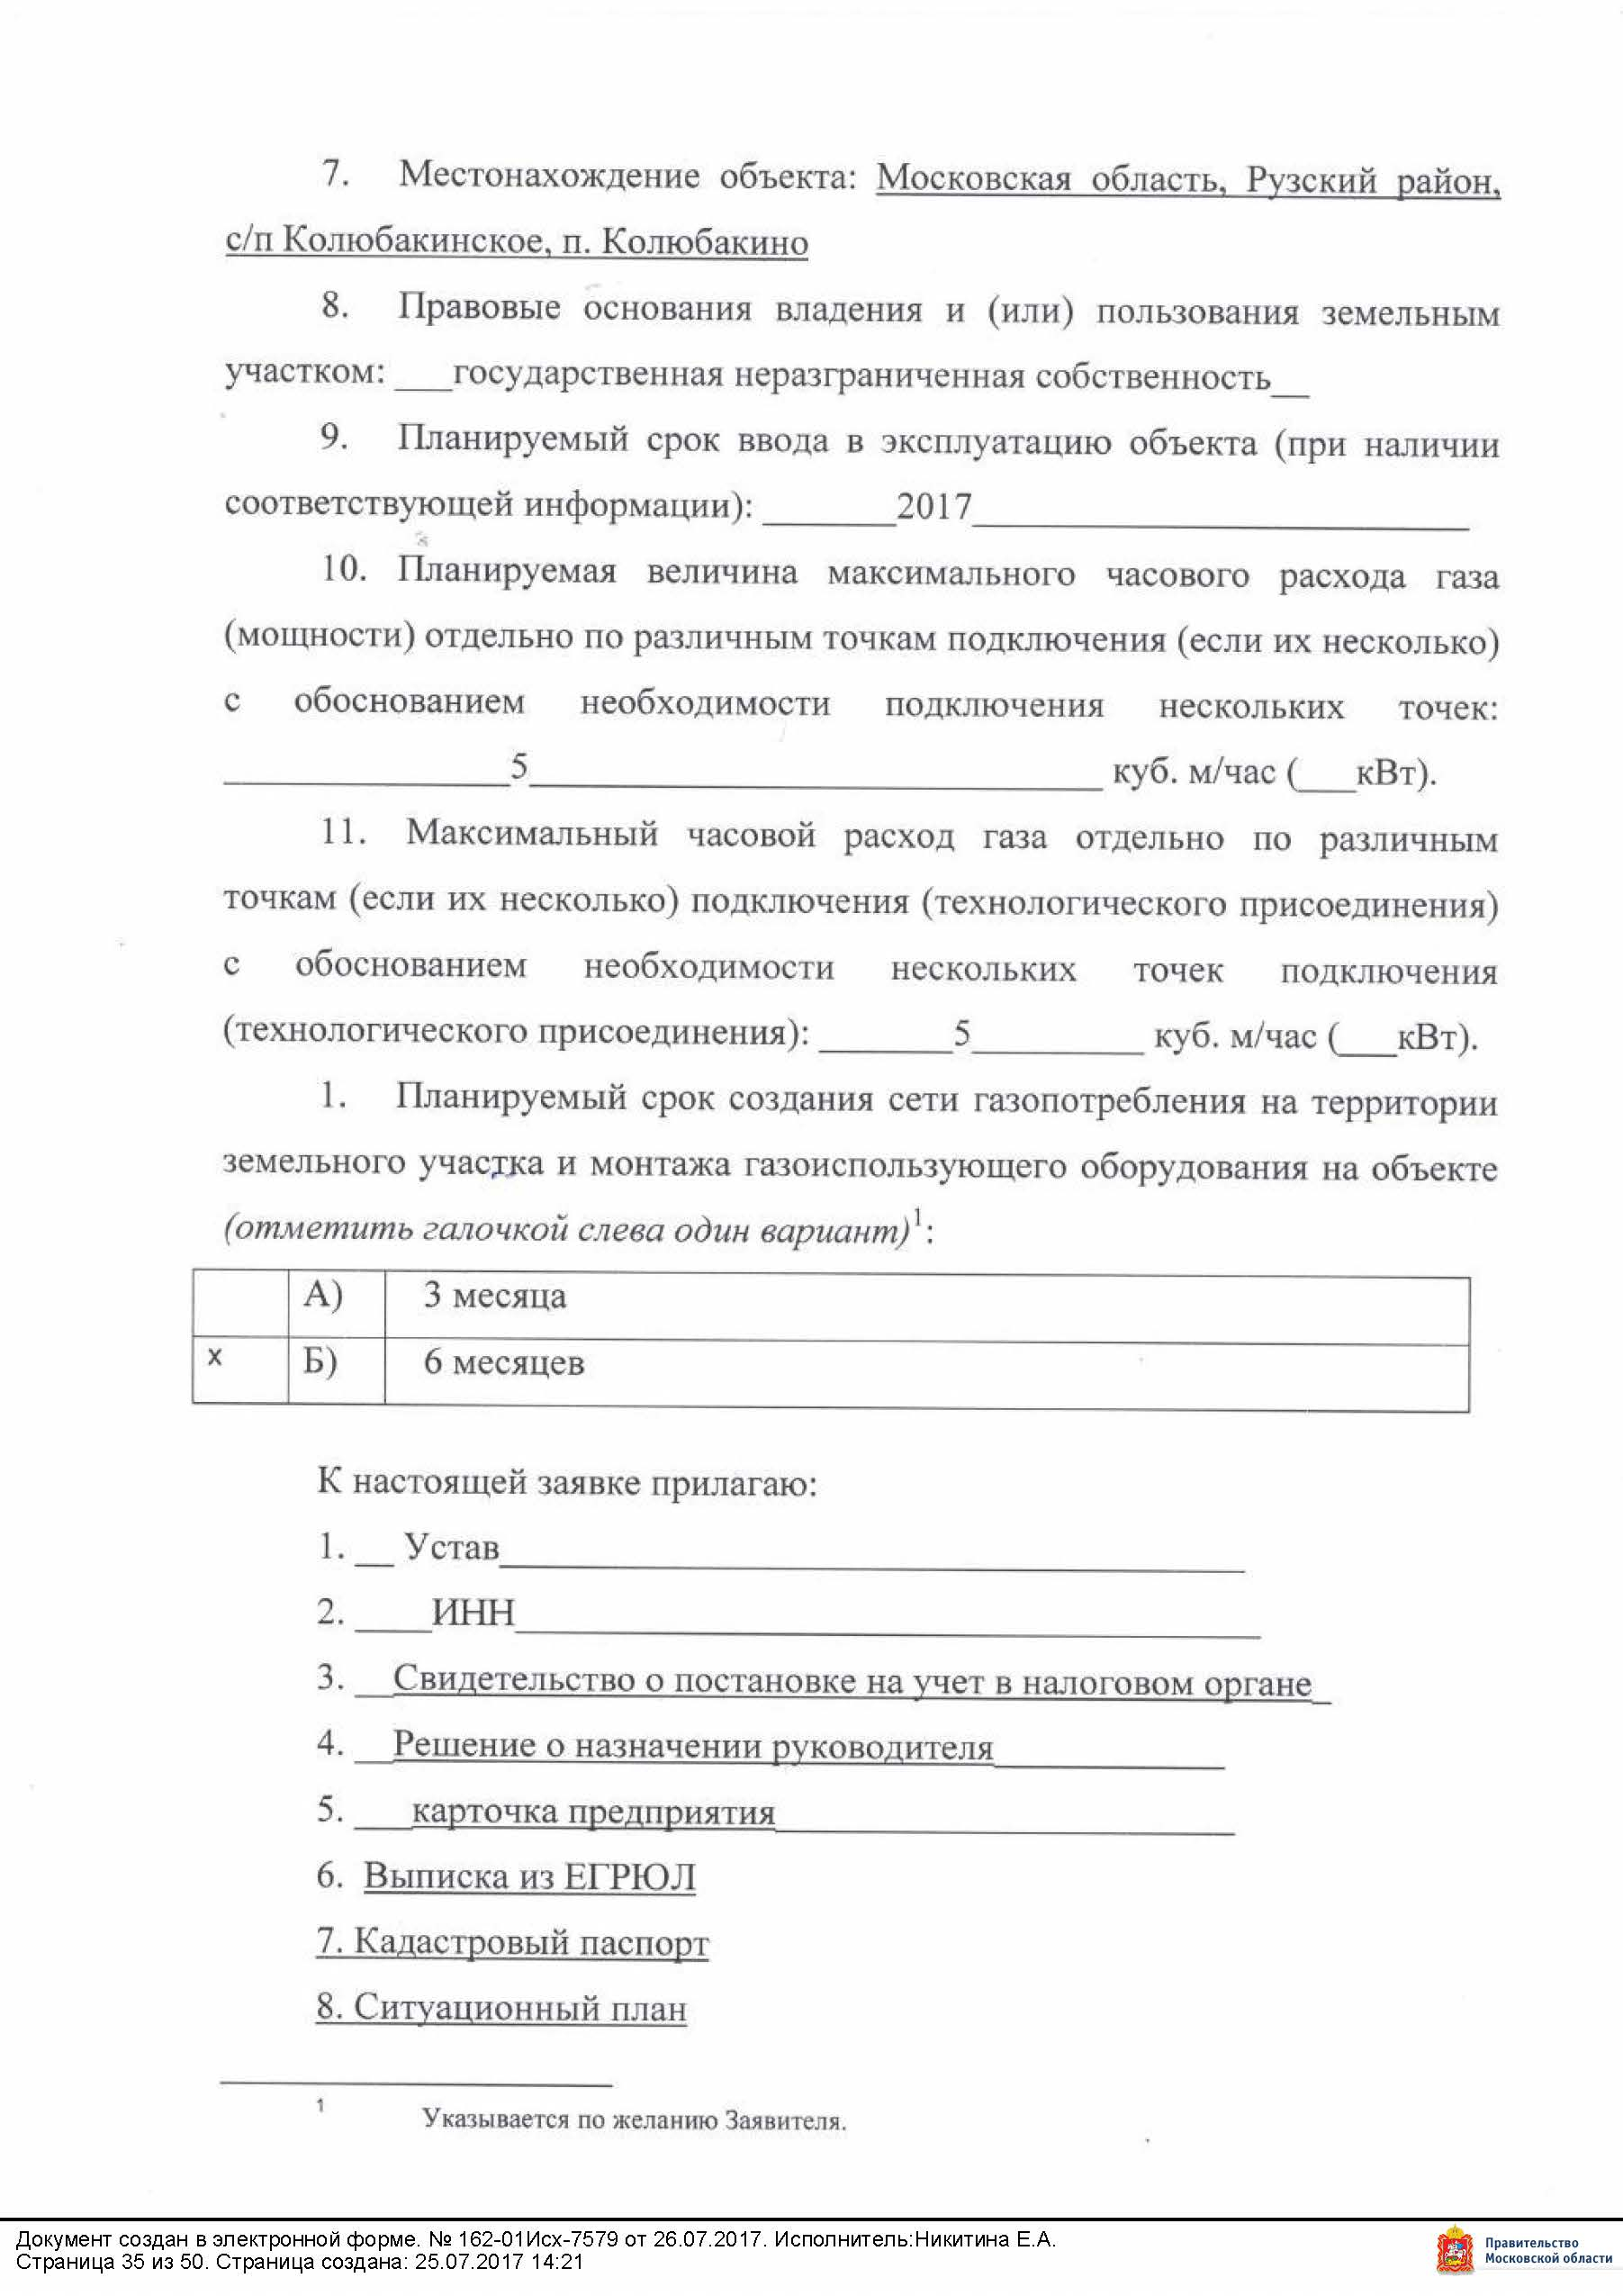 7. Местонахождение объекта: Московская область, Рузский район,
с/п Колюбакинское, п. Колюбакино
8. Правовые основания владения и (или) пользования земельным
участком: ___государственная неразграниченная собственность__
9. Планируемый срок ввода в эксплуатацию объекта (при наличии
соответствующей информации): _______2017__________________________
10. Планируемая величина максимального часового расхода газа
(мощности) отдельно по различным точкам подключения (если их несколько)
с обоснованием необходимости подключения нескольких точек:
_______________5______________________________ куб. м/час (___кВт).
11. Максимальный часовой расход газа отдельно по различным
точкам (если их несколько) подключения (технологического присоединения)
с обоснованием необходимости нескольких точек подключения
(технологического присоединения): _______5_________ куб. м/час (___кВт).
1. Планируемый срок создания сети газопотребления на территории
земельного участка и монтажа газоиспользующего оборудования на объекте
(отметить галочкой слева один вариант)¹:
А) 3 месяца
x Б) 6 месяцев
К настоящей заявке прилагаю:
1. __ Устав_______________________________________
2. ____ИНН_______________________________________
3. __Свидетельство о постановке на учет в налоговом органе_
4. __Решение о назначении руководителя____________
5. ___карточка предприятия________________________
6. Выписка из ЕГРЮЛ
7. Кадастровый паспорт
8. Ситуационный план
1 Указывается по желанию Заявителя.
Документ создан в электронной форме. № 162-01Исх-7579 от 26.07.2017. Исполнитель:Никитина Е.А.
Страница 35 из 50. Страница создана: 25.07.2017 14:21
Правительство
Московской области